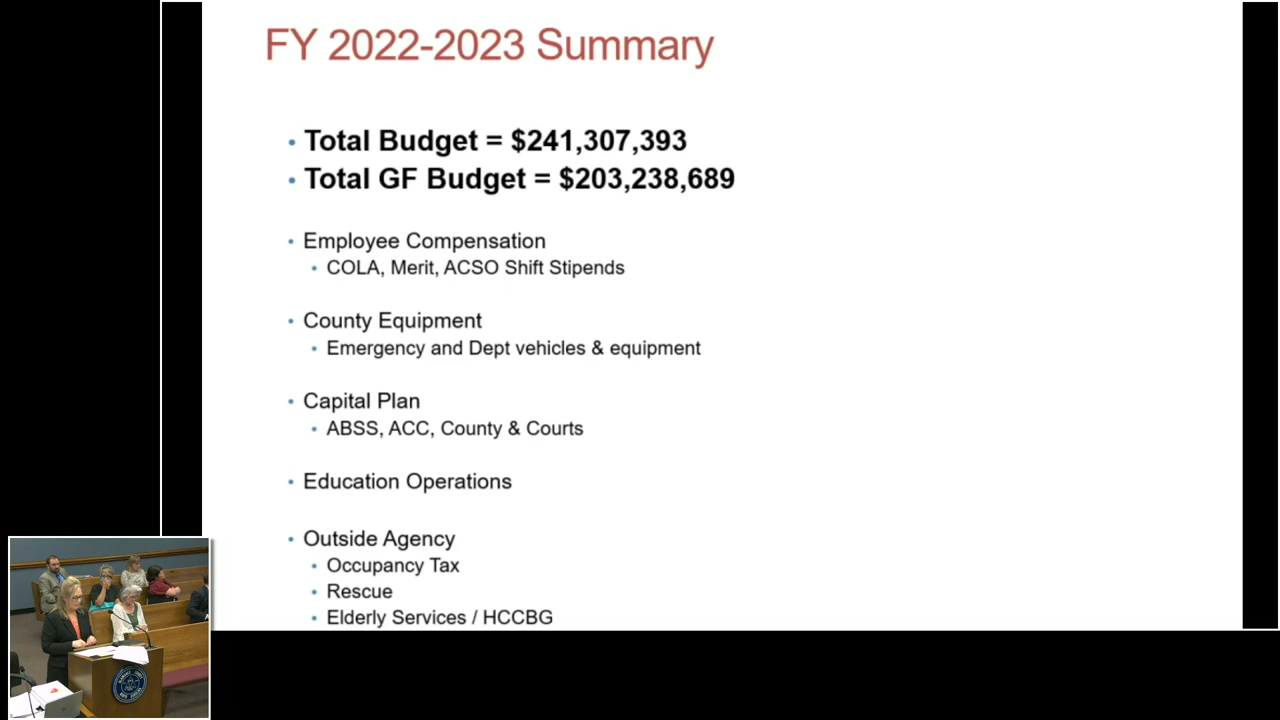 FY 2022-2023 Summary
• Total Budget = $241,307,393
• Total GF Budget = $203,238,689
• Employee Compensation
• COLA, Merit, ACSO Shift Stipends
• County Equipment
• Emergency and Dept vehicles & equipment
• Capital Plan
• ABSS, ACC, County & Courts
• Education Operations
• Outside Agency
• Occupancy Tax
• Rescue
• Elderly Services / HCCBG